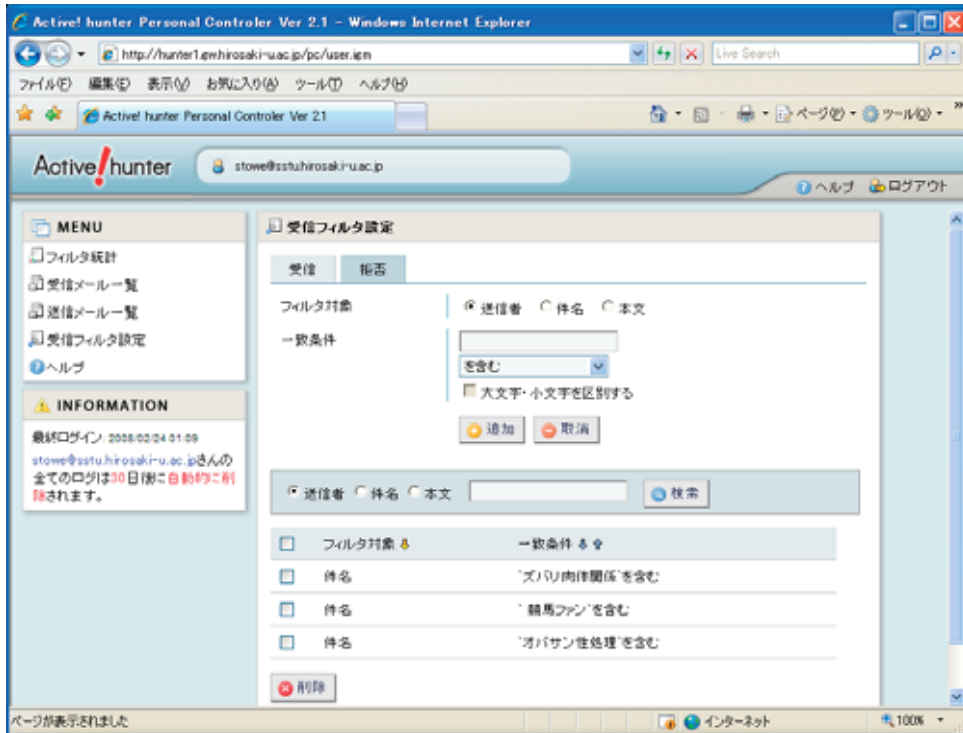 Active! hunter Personal Controler Ver 2.1 - Windows Internet Explorer
http://hunter1.gw.hirosaki-u.ac.jp/pc/user.igm
Live Search
ファイル(F) 編集(E) 表示(V) お気に入り(A) ツール(T) ヘルプ(H)
Active! hunter Personal Controler Ver 2.1
ページ(P) ツール(O)
Active!hunter
stowe@sstu.hirosaki-u.ac.jp
ヘルプ ログアウト
MENU
フィルタ統計
受信メール一覧
送信メール一覧
受信フィルタ設定
ヘルプ
INFORMATION
最終ログイン: 2008/02/24 01:09
stowe@sstu.hirosaki-u.ac.jpさんの
全てのログは30日後に自動的に削
除されます。
受信フィルタ設定
受信 拒否
フィルタ対象 送信者 件名 本文
一致条件
を含む
大文字・小文字を区別する
追加 取消
送信者 件名 本文 検索
フィルタ対象 一致条件
件名 'ズバリ肉体関係'を含む
件名 ' 競馬ファン'を含む
件名 'オバサン性処理'を含む
削除
ページが表示されました インターネット 100%